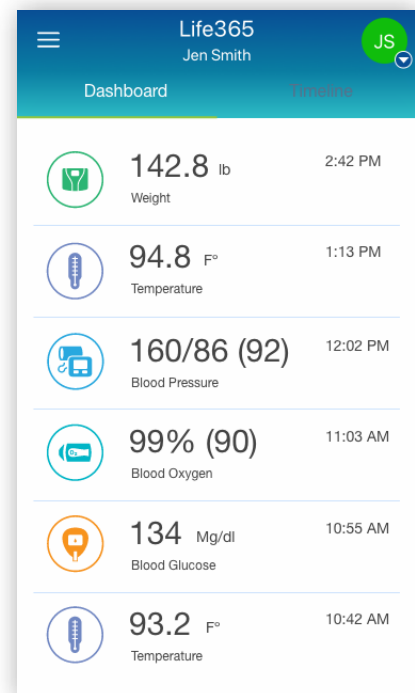 Life365
JS
Jen Smith
Dashboard
Timeline
142.8 lb
2:42 PM
Weight
94.8 F°
1:13 PM
Temperature
160/86 (92)
12:02 PM
Blood Pressure
99% (90)
11:03 AM
Blood Oxygen
134 Mg/dl
10:55 AM
Blood Glucose
93.2 F°
10:42 AM
Temperature